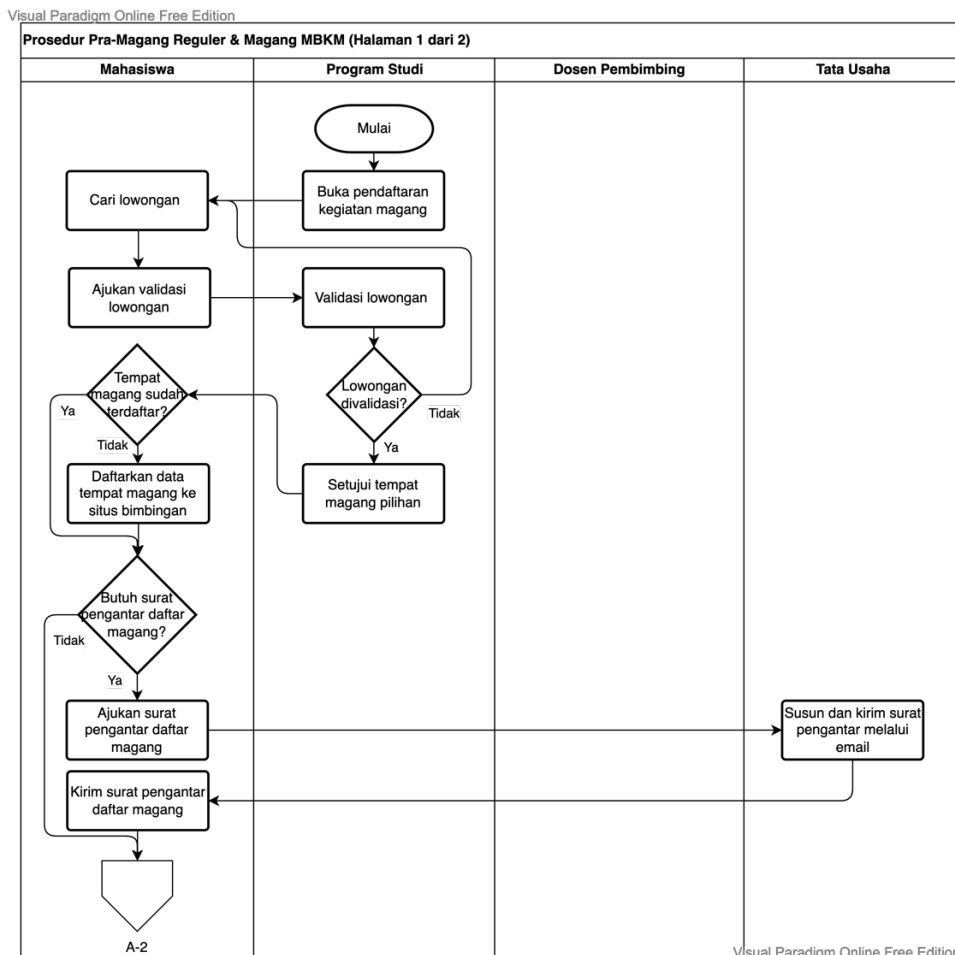 Visual Paradigm Online Free Edition
Prosedur Pra-Magang Reguler & Magang MBKM (Halaman 1 dari 2)
Mahasiswa
Program Studi
Dosen Pembimbing
Tata Usaha
Mulai
Cari lowongan
Buka pendaftaran
kegiatan magang
Ajukan validasi
lowongan
Validasi lowongan
Tempat
magang sudah
terdaftar?
Ya
Tidak
Lowongan
divalidasi?
Tidak
Ya
Daftarkan data
tempat magang ke
situs bimbingan
Setujui tempat
magang pilihan
Butuh surat
pengantar daftar
magang?
Tidak
Ya
Ajukan surat
pengantar daftar
magang
Susun dan kirim surat
pengantar melalui
email
Kirim surat pengantar
daftar magang
A-2
Visual Paradigm Online Free Edition